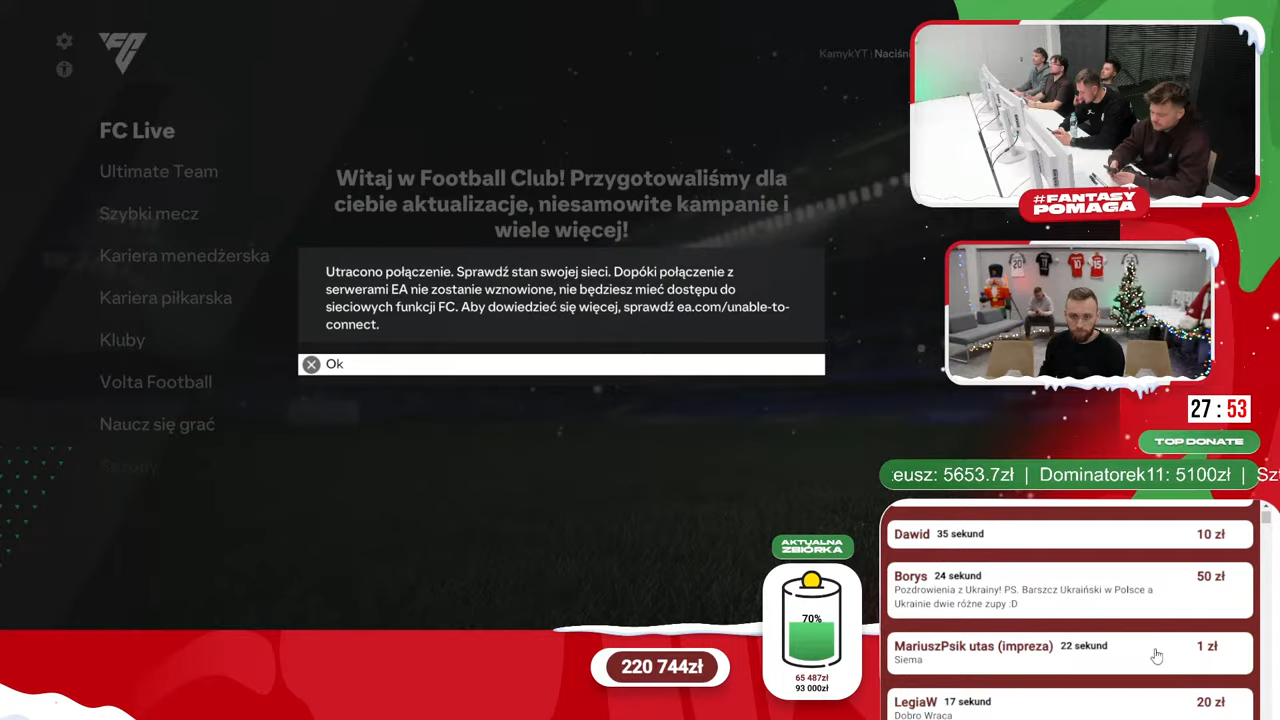 KamykYT | Naciśn
FC Live
Ultimate Team
Szybki mecz
Kariera menedżerska
Kariera piłkarska
Kluby
Volta Football
Naucz się grać
Sezony
Witaj w Football Club! Przygotowaliśmy dla
ciebie aktualizacje, niesamowite kampanie i
wiele więcej!
Utracono połączenie. Sprawdź stan swojej sieci. Dopóki połączenie z
serwerami EA nie zostanie wznowione, nie będziesz mieć dostępu do
sieciowych funkcji FC. Aby dowiedzieć się więcej, sprawdź ea.com/unable-to-
connect.
Ok
#FANTASY
POMAGA
27 : 53
TOP DONATE
eusz: 5653.7zł | Dominatorek11: 5100zł | Sz
Dawid 35 sekund 10 zł
Borys 24 sekund 50 zł
Pozdrowienia z Ukrainy! PS. Barszcz Ukraiński w Polsce a
Ukrainie dwie różne zupy :D
MariuszPsik utas (impreza) 22 sekund 1 zł
Siema
LegiaW 17 sekund 20 zł
Dobro Wraca
AKTUALNA
ZBIÓRKA
70%
65 487zł
93 000zł
220 744zł